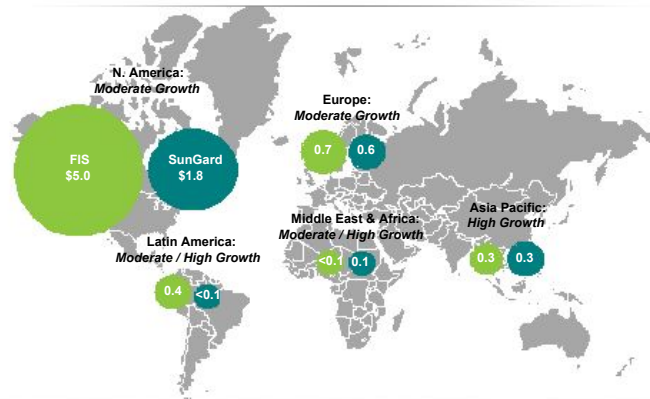 N. America:
Moderate Growth
FIS
$5.0
SunGard
$1.8
Europe:
Moderate Growth
0.7
0.6
Middle East & Africa:
Moderate / High Growth
<0.1
0.1
Asia Pacific:
High Growth
0.3
0.3
Latin America:
Moderate / High Growth
0.4
<0.1